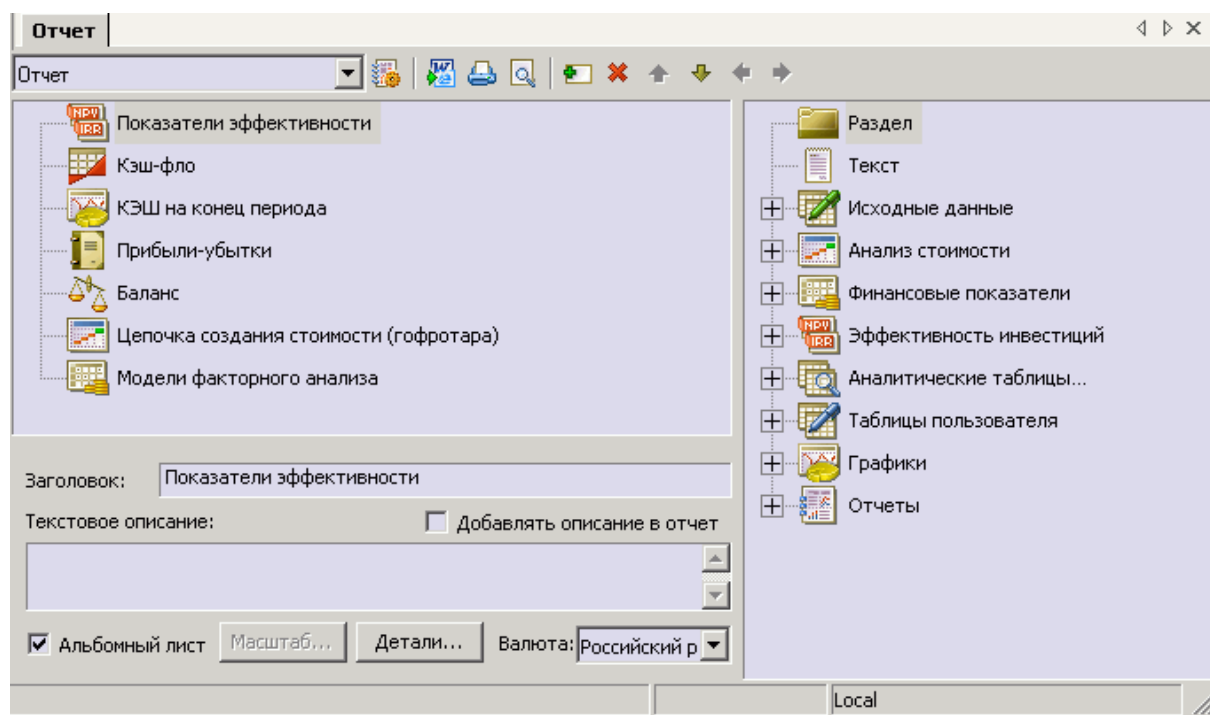 Отчет
Отчет
Показатели эффективности
Кэш-фло
КЭШ на конец периода
Прибыли-убытки
Баланс
Цепочка создания стоимости (гофротара)
Модели факторного анализа
Заголовок: Показатели эффективности
Текстовое описание: Добавлять описание в отчет
Альбомный лист Масштаб... Детали... Валюта: Российский р
Раздел
Текст
Исходные данные
Анализ стоимости
Финансовые показатели
Эффективность инвестиций
Аналитические таблицы...
Таблицы пользователя
Графики
Отчеты
Local